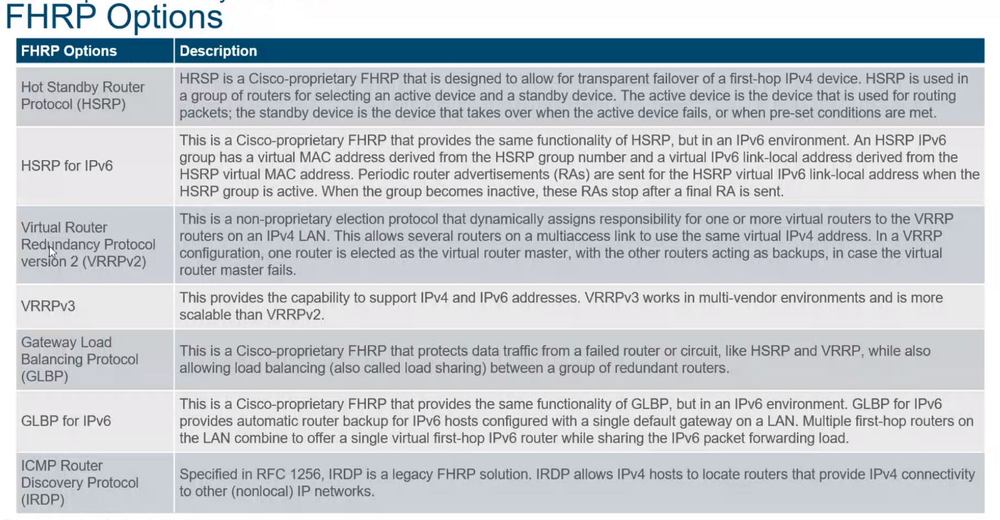 FHRP Options
FHRP Options
Description
Hot Standby Router
Protocol (HSRP)
HRSP is a Cisco-proprietary FHRP that is designed to allow for transparent failover of a first-hop IPv4 device. HSRP is used in
a group of routers for selecting an active device and a standby device. The active device is the device that is used for routing
packets; the standby device is the device that takes over when the active device fails, or when pre-set conditions are met.
HSRP for IPv6
This is a Cisco-proprietary FHRP that provides the same functionality of HSRP, but in an IPv6 environment. An HSRP IPv6
group has a virtual MAC address derived from the HSRP group number and a virtual IPv6 link-local address derived from the
HSRP virtual MAC address. Periodic router advertisements (RAs) are sent for the HSRP virtual IPv6 link-local address when the
HSRP group is active. When the group becomes inactive, these RAs stop after a final RA is sent.
Virtual Router
Redundancy Protocol
version 2 (VRRPv2)
This is a non-proprietary election protocol that dynamically assigns responsibility for one or more virtual routers to the VRRP
routers on an IPv4 LAN. This allows several routers on a multiaccess link to use the same virtual IPv4 address. In a VRRP
configuration, one router is elected as the virtual router master, with the other routers acting as backups, in case the virtual
router master fails.
VRRPv3
This provides the capability to support IPv4 and IPv6 addresses. VRRPv3 works in multi-vendor environments and is more
scalable than VRRPv2.
Gateway Load
Balancing Protocol
(GLBP)
This is a Cisco-proprietary FHRP that protects data traffic from a failed router or circuit, like HSRP and VRRP, while also
allowing load balancing (also called load sharing) between a group of redundant routers.
GLBP for IPv6
This is a Cisco-proprietary FHRP that provides the same functionality of GLBP, but in an IPv6 environment. GLBP for IPv6
provides automatic router backup for IPv6 hosts configured with a single default gateway on a LAN. Multiple first-hop routers on
the LAN combine to offer a single virtual first-hop IPv6 router while sharing the IPv6 packet forwarding load.
ICMP Router
Discovery Protocol
(IRDP)
Specified in RFC 1256, IRDP is a legacy FHRP solution. IRDP allows IPv4 hosts to locate routers that provide IPv4 connectivity
to other (nonlocal) IP networks.